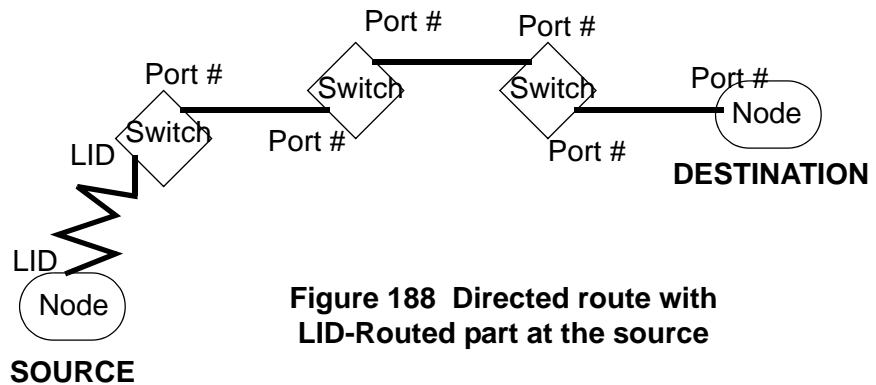 Port #
Port #
Port #
Port #
Switch
Switch
Switch
Node
Port #
Port #
LID
DESTINATION
LID
Node
Figure 188 Directed route with
LID-Routed part at the source
SOURCE